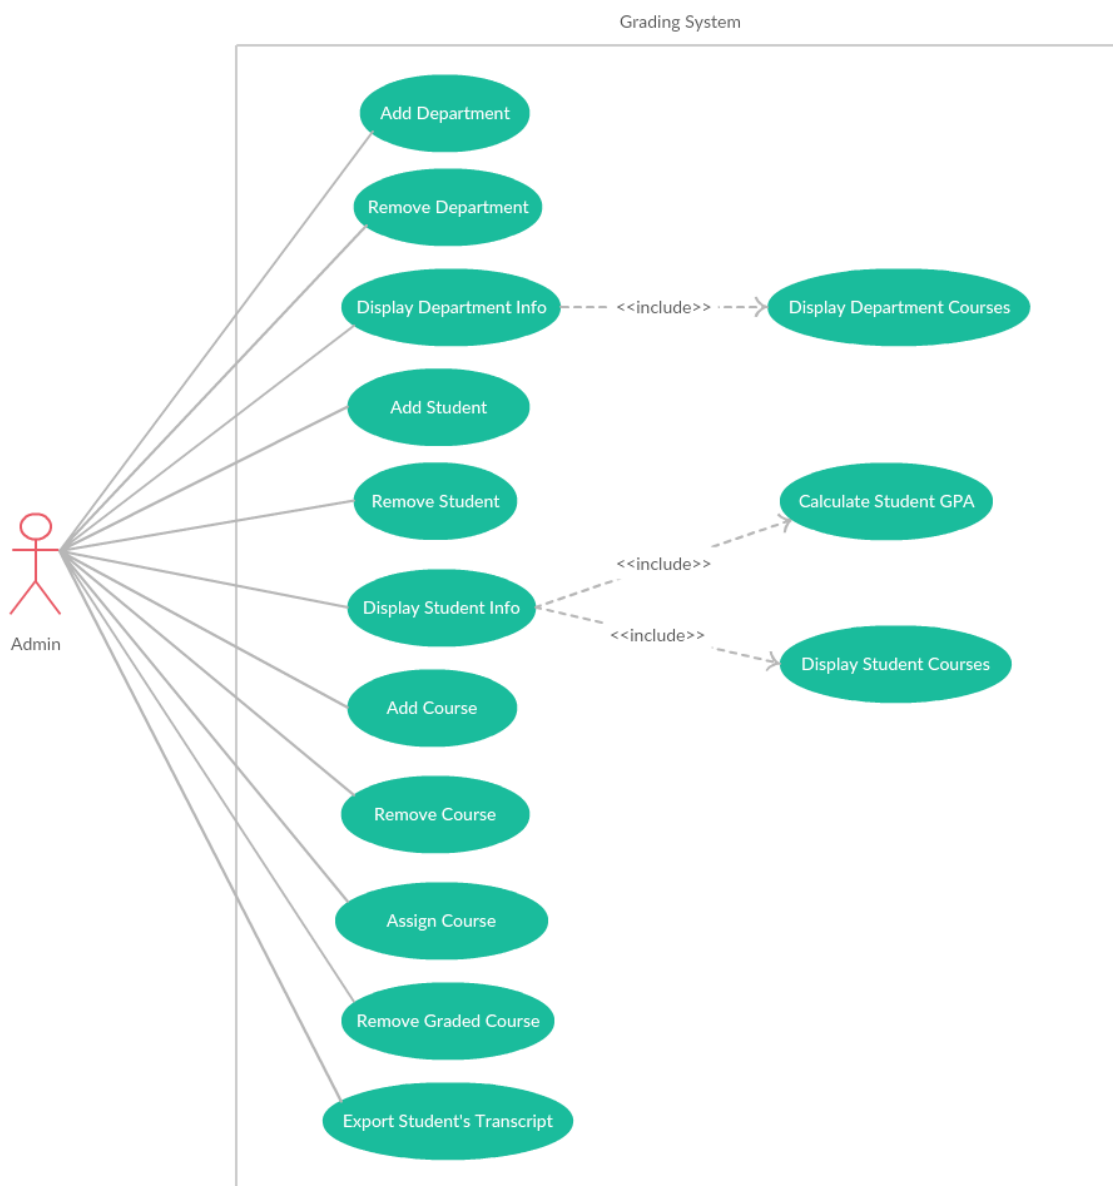 Grading System
Add Department
Remove Department
Display Department Info
<<include>>
Display Department Courses
Add Student
Remove Student
Calculate Student GPA
<<include>>
Display Student Info
<<include>>
Display Student Courses
Admin
Add Course
Remove Course
Assign Course
Remove Graded Course
Export Student's Transcript